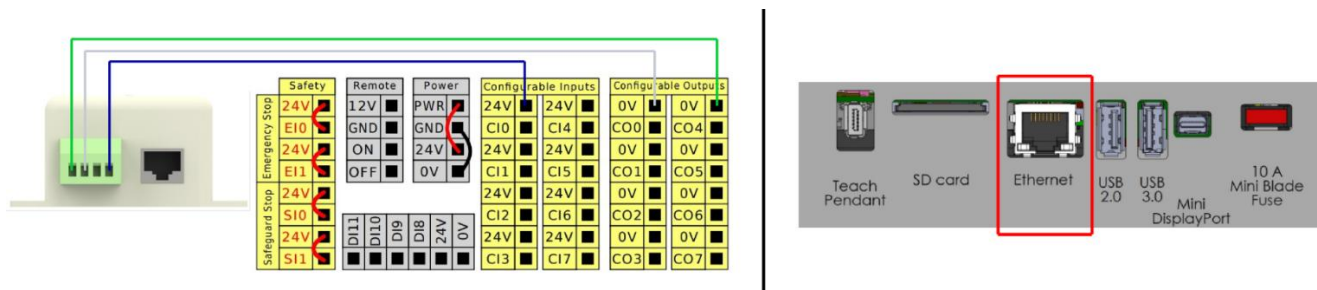 Safety
Remote
Power
Configurable Inputs
Configurable Outputs
Emergency Stop
24V
EI0
24V
EI1
Safeguard Stop
24V
SI0
24V
SI1
12V
GND
ON
OFF
PWR
GND
24V
0V
DI11
DI10
DI9
DI8
24V
0V
24V 24V
CI0 CI4
24V 24V
CI1 CI5
24V 24V
CI2 CI6
24V 24V
CI3 CI7
0V 0V
CO0 CO4
0V 0V
CO1 CO5
0V 0V
CO2 CO6
0V 0V
CO3 CO7
Teach
Pendant
SD card
Ethernet
USB
2.0
USB
3.0
Mini
DisplayPort
10 A
Mini Blade
Fuse